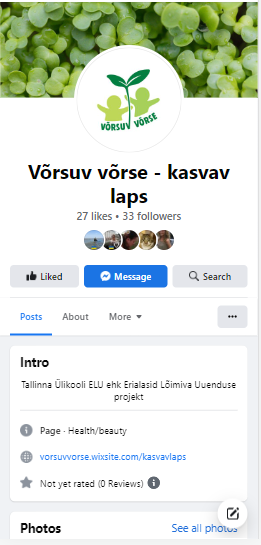 VÕRSUV VÕRSE
Võrsuv võrse - kasvav
laps
27 likes • 33 followers
Liked
Message
Search
Posts
About
More
Intro
Tallinna Ülikooli ELU ehk Erialasid Lõimiva Uuenduse
projekt
Page · Health/beauty
vorsuvvorse.wixsite.com/kasvavlaps
Not yet rated (0 Reviews)
Photos
See all photos